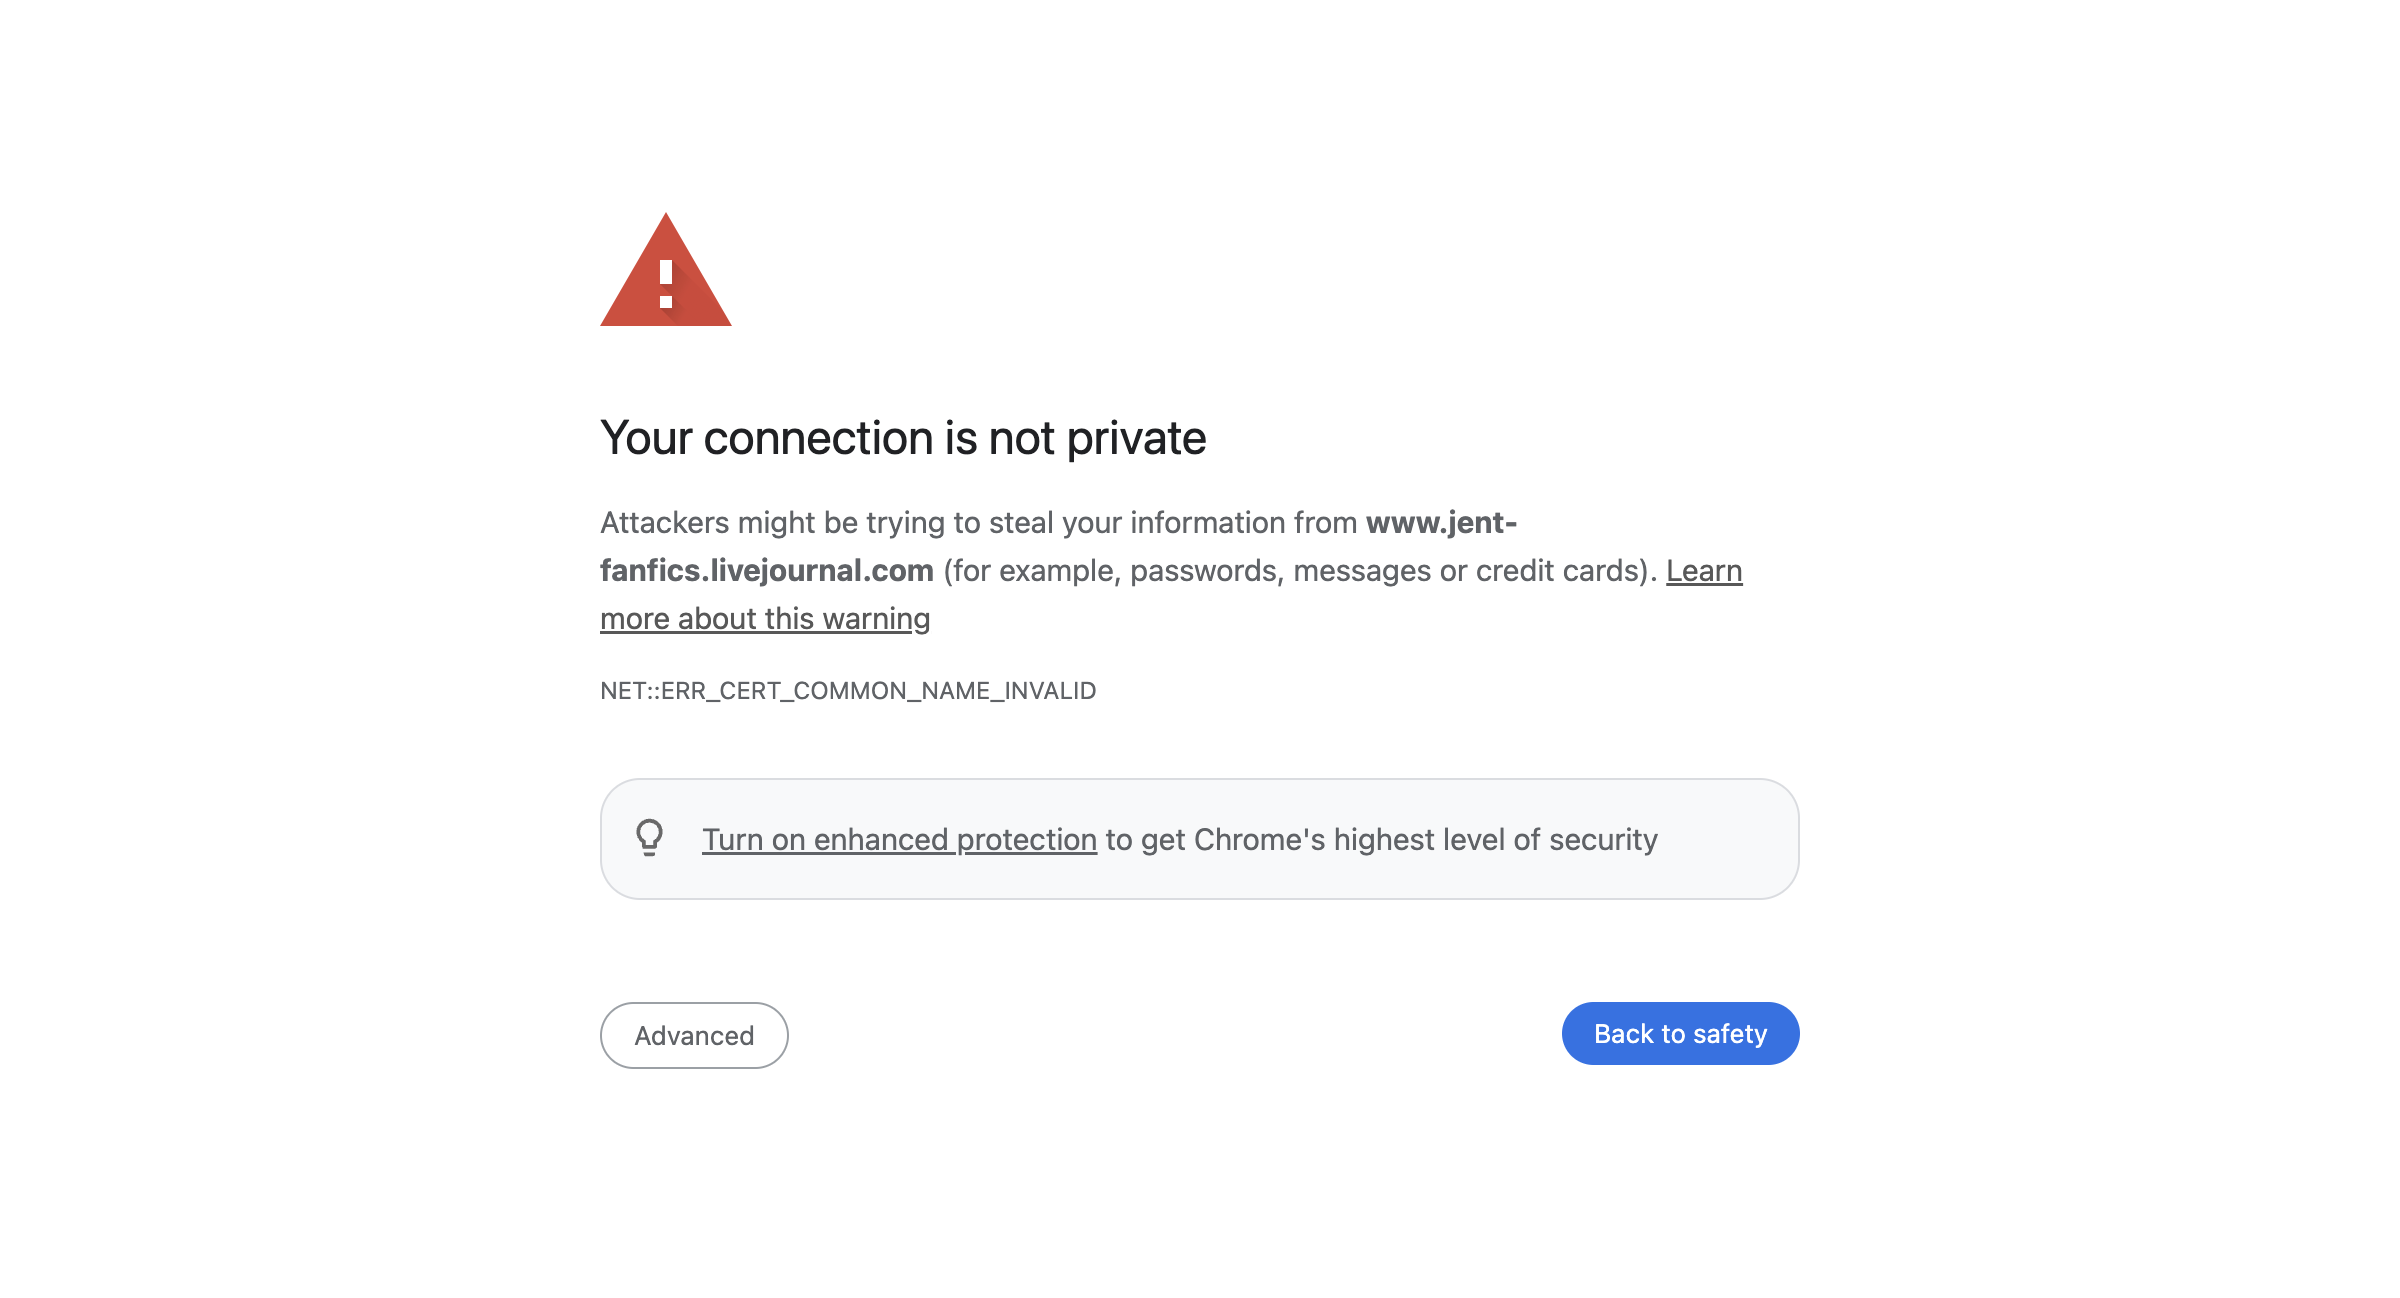 Your connection is not private
Attackers might be trying to steal your information from www.jent-
fanfics.livejournal.com (for example, passwords, messages or credit cards). Learn
more about this warning
NET::ERR_CERT_COMMON_NAME_INVALID
Turn on enhanced protection to get Chrome's highest level of security
Advanced
Back to safety